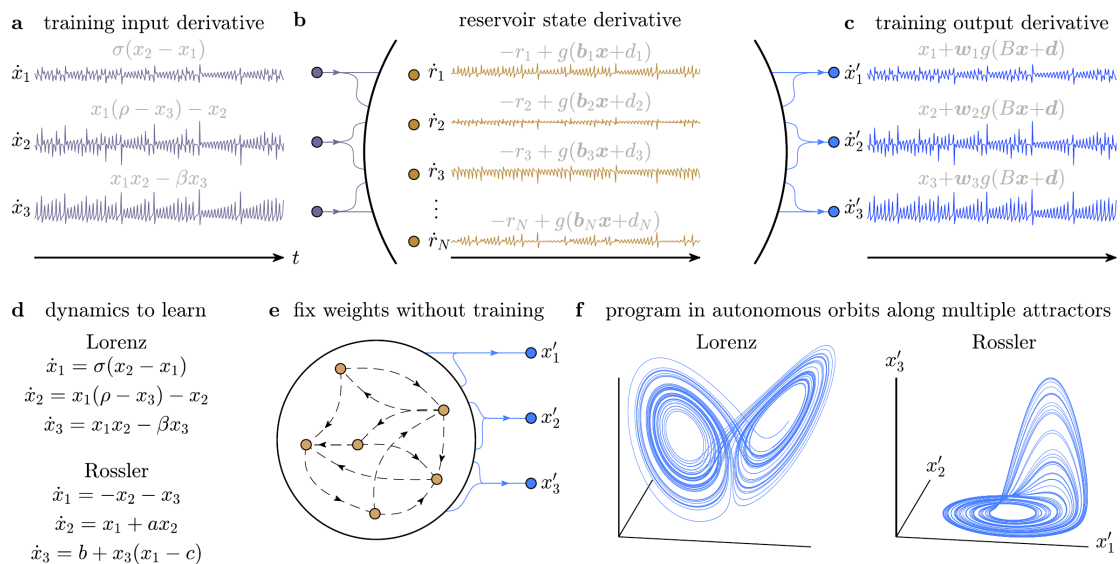 a training input derivative
σ(x₂ − x₁)
ẋ₁
x₁(ρ − x₃) − x₂
ẋ₂
x₁x₂ − βx₃
ẋ₃
t
b reservoir state derivative
−r₁ + g(b₁x+d₁)
ṙ₁
−r₂ + g(b₂x+d₂)
ṙ₂
−r₃ + g(b₃x+d₃)
ṙ₃
⋮
−r_N + g(b_Nx+d_N)
ṙ_N
c training output derivative
x₁+w₁g(Bx+d)
ẋ′₁
x₂+w₂g(Bx+d)
ẋ′₂
x₃+w₃g(Bx+d)
ẋ′₃
d dynamics to learn
Lorenz
ẋ₁ = σ(x₂ − x₁)
ẋ₂ = x₁(ρ − x₃) − x₂
ẋ₃ = x₁x₂ − βx₃
Rossler
ẋ₁ = −x₂ − x₃
ẋ₂ = x₁ + ax₂
ẋ₃ = b + x₃(x₁ − c)
e fix weights without training
x′₁
x′₂
x′₃
f program in autonomous orbits along multiple attractors
Lorenz
Rossler
x′₃
x′₂
x′₁